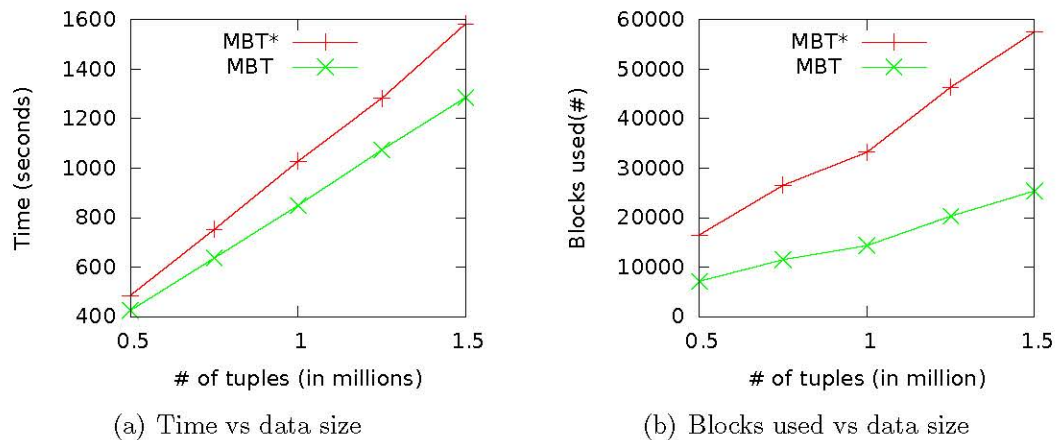 1600
1400
1200
1000
800
600
400
Time (seconds)
MBT*
MBT
0.5
1
1.5
# of tuples (in millions)
(a) Time vs data size
60000
50000
40000
30000
20000
10000
0
Blocks used(#)
MBT*
MBT
0.5
1
1.5
# of tuples (in million)
(b) Blocks used vs data size